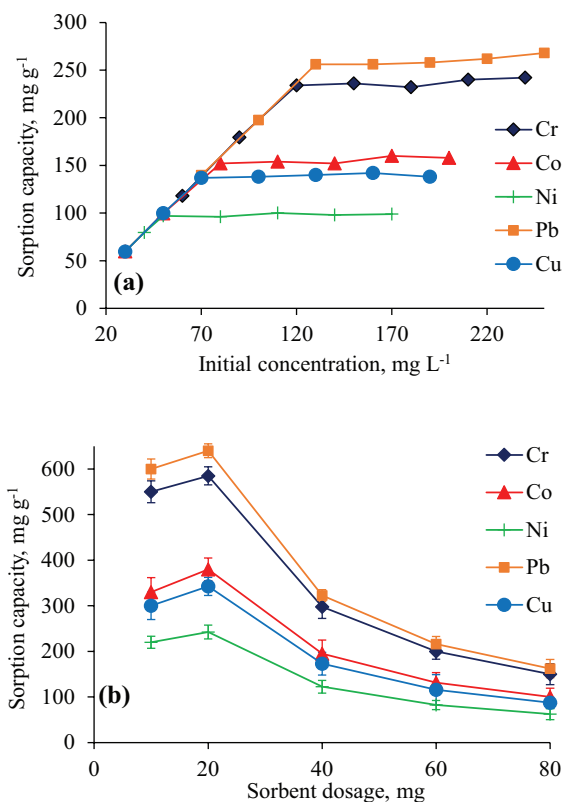 300
250
200
150
100
50
0
Sorption capacity, mg g-1
(a)
Cr
Co
Ni
Pb
Cu
20 70 120 170 220
Initial concentration, mg L-1
600
500
400
300
200
100
0
Sorption capacity, mg g-1
Cr
Co
Ni
Pb
Cu
(b)
0 20 40 60 80
Sorbent dosage, mg